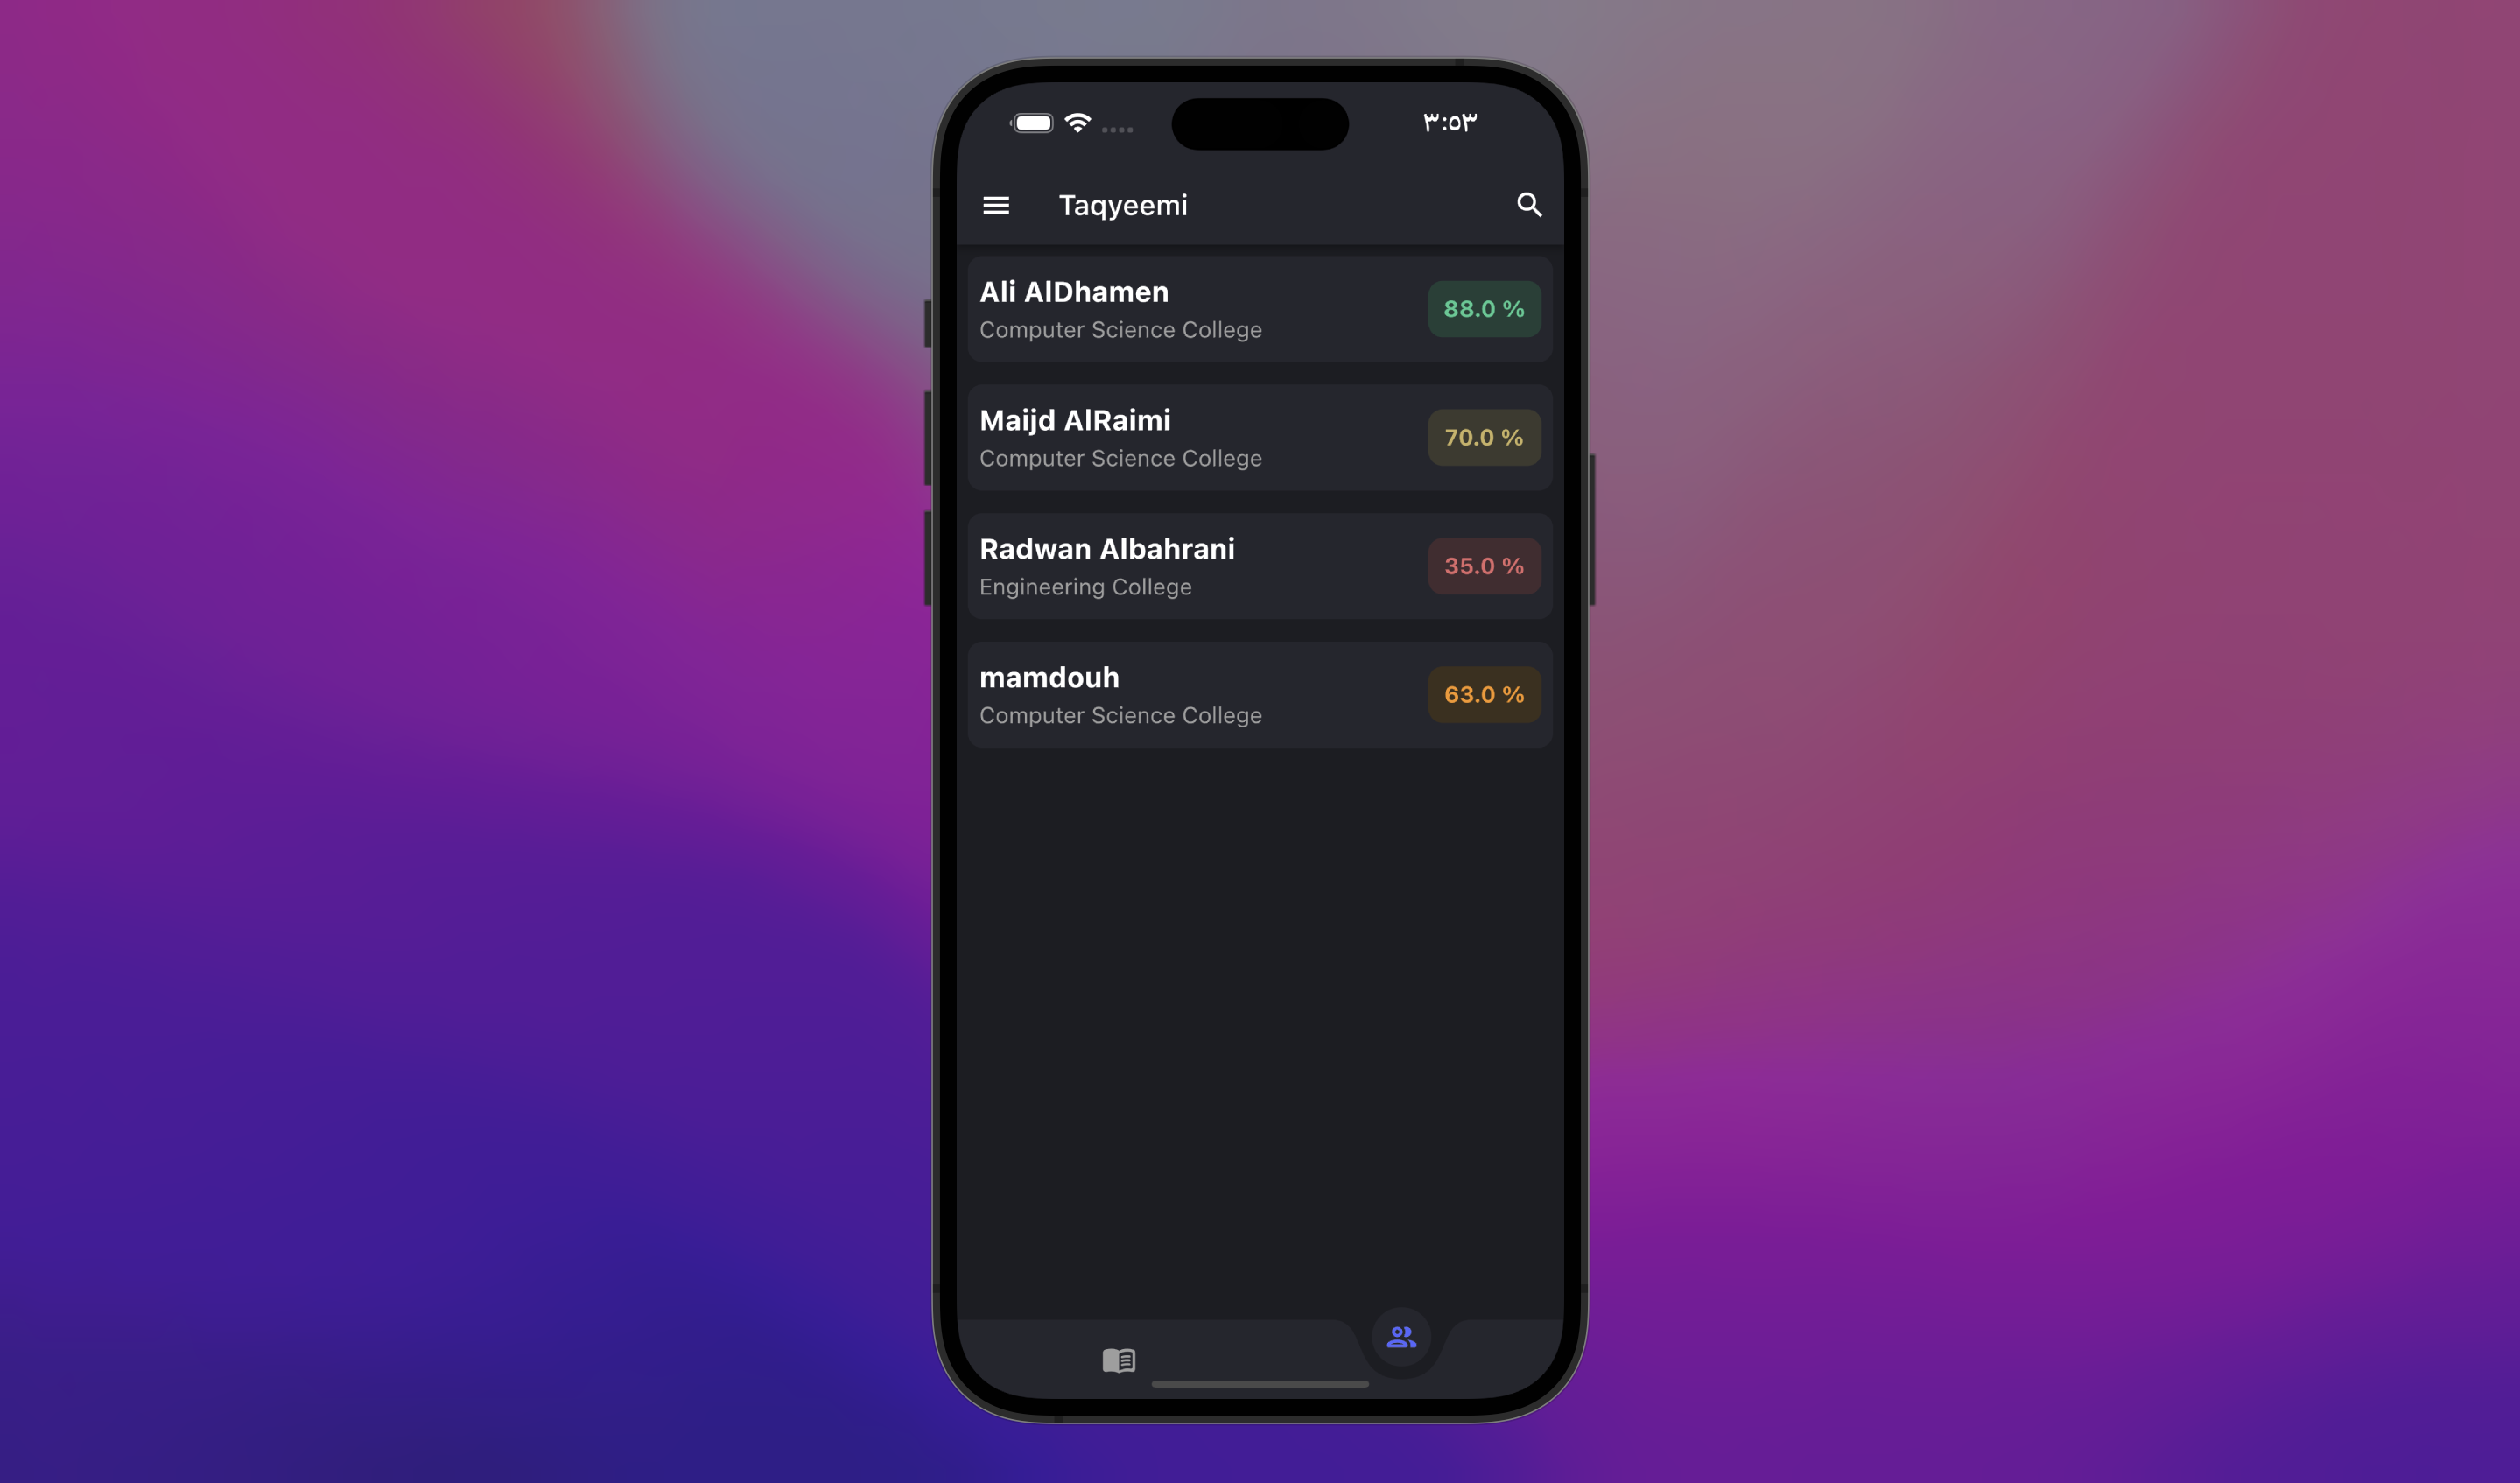 ٣:٥٣
Taqyeemi
Ali AlDhamen
Computer Science College
88.0 %
Maijd AlRaimi
Computer Science College
70.0 %
Radwan Albahrani
Engineering College
35.0 %
mamdouh
Computer Science College
63.0 %